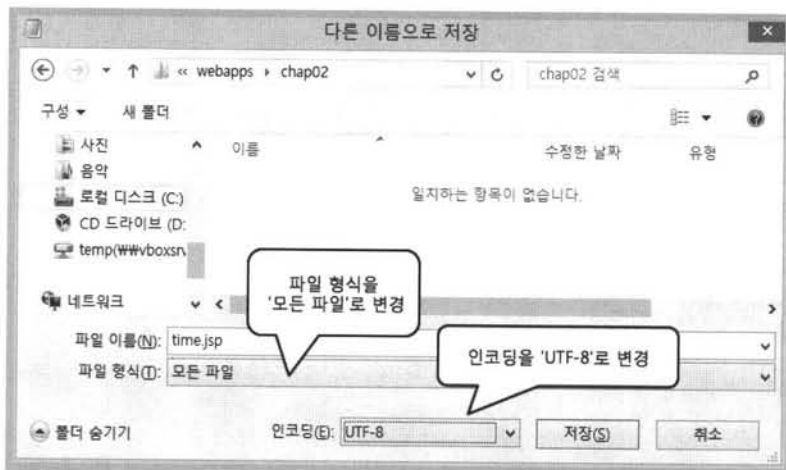 다른 이름으로 저장
« webapps › chap02
chap02 검색
구성
새 폴더
사진
음악
로컬 디스크 (C:)
CD 드라이브 (D:
temp(₩₩vboxsrv
네트워크
이름
수정한 날짜
유형
일치하는 항목이 없습니다.
파일 형식을
'모든 파일'로 변경
파일 이름(N):
time.jsp
인코딩을 'UTF-8'로 변경
파일 형식(T):
모든 파일
폴더 숨기기
인코딩(E):
UTF-8
저장(S)
취소